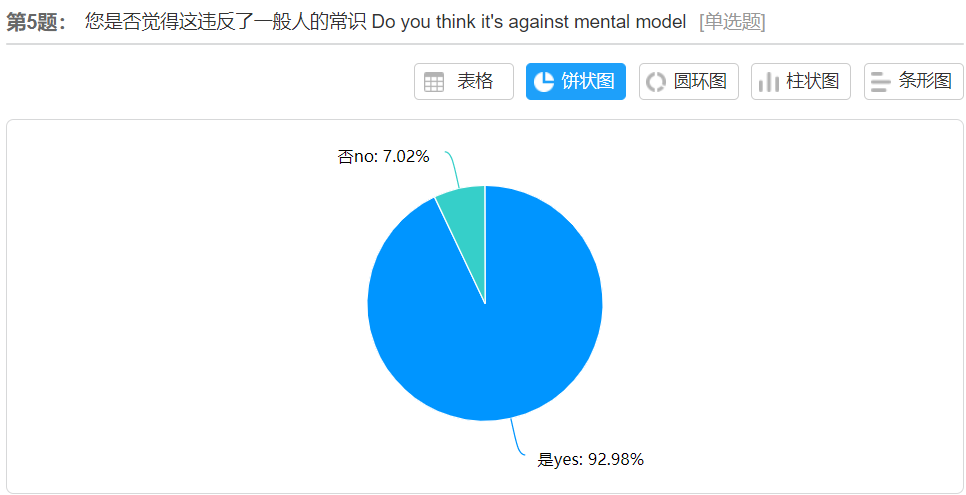 第5题： 您是否觉得这违反了一般人的常识 Do you think it's against mental model [单选题]
表格 饼状图 圆环图 柱状图 条形图
否no: 7.02%
是yes: 92.98%